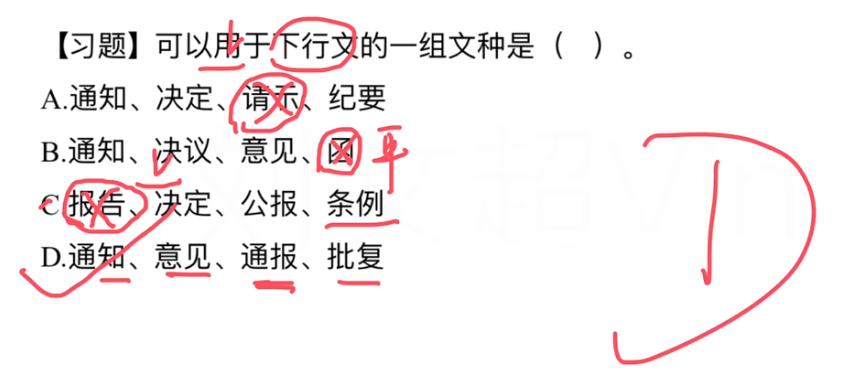 【习题】可以用于下行文的一组文种是（ ）。
A.通知、决定、请示、纪要
B.通知、决议、意见、函 平
C 报告、决定、公报、条例
D.通知、意见、通报、批复
D